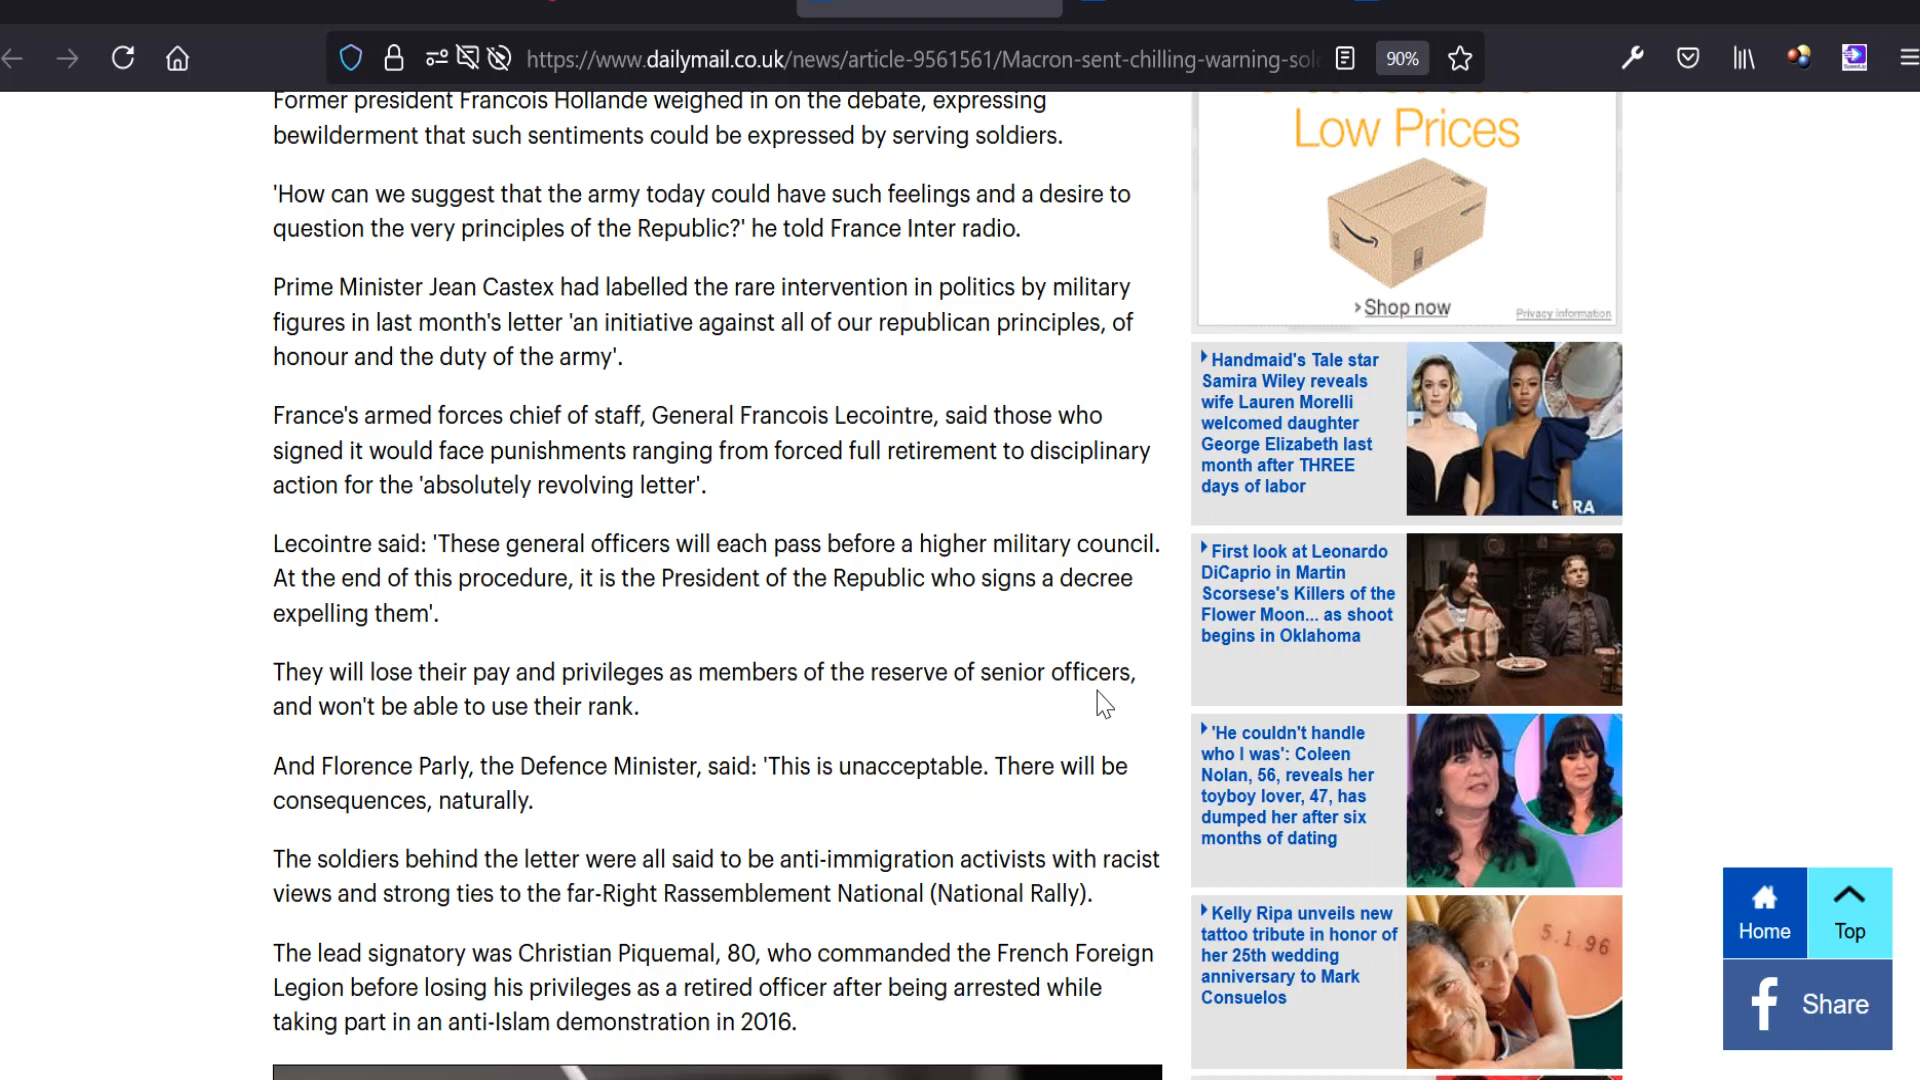 https://www.dailymail.co.uk/news/article-9561561/Macron-sent-chilling-warning-sol
90%
Former president Francois Hollande weighed in on the debate, expressing
bewilderment that such sentiments could be expressed by serving soldiers.
'How can we suggest that the army today could have such feelings and a desire to
question the very principles of the Republic?' he told France Inter radio.
Prime Minister Jean Castex had labelled the rare intervention in politics by military
figures in last month's letter 'an initiative against all of our republican principles, of
honour and the duty of the army'.
France's armed forces chief of staff, General Francois Lecointre, said those who
signed it would face punishments ranging from forced full retirement to disciplinary
action for the 'absolutely revolving letter'.
Lecointre said: 'These general officers will each pass before a higher military council.
At the end of this procedure, it is the President of the Republic who signs a decree
expelling them'.
They will lose their pay and privileges as members of the reserve of senior officers,
and won't be able to use their rank.
And Florence Parly, the Defence Minister, said: 'This is unacceptable. There will be
consequences, naturally.
The soldiers behind the letter were all said to be anti-immigration activists with racist
views and strong ties to the far-Right Rassemblement National (National Rally).
The lead signatory was Christian Piquemal, 80, who commanded the French Foreign
Legion before losing his privileges as a retired officer after being arrested while
taking part in an anti-Islam demonstration in 2016.
Low Prices
Shop now
Privacy information
Handmaid's Tale star
Samira Wiley reveals
wife Lauren Morelli
welcomed daughter
George Elizabeth last
month after THREE
days of labor
First look at Leonardo
DiCaprio in Martin
Scorsese's Killers of the
Flower Moon... as shoot
begins in Oklahoma
'He couldn't handle
who I was': Coleen
Nolan, 56, reveals her
toyboy lover, 47, has
dumped her after six
months of dating
Kelly Ripa unveils new
tattoo tribute in honor of
her 25th wedding
anniversary to Mark
Consuelos
5.1.96
Home
Top
Share